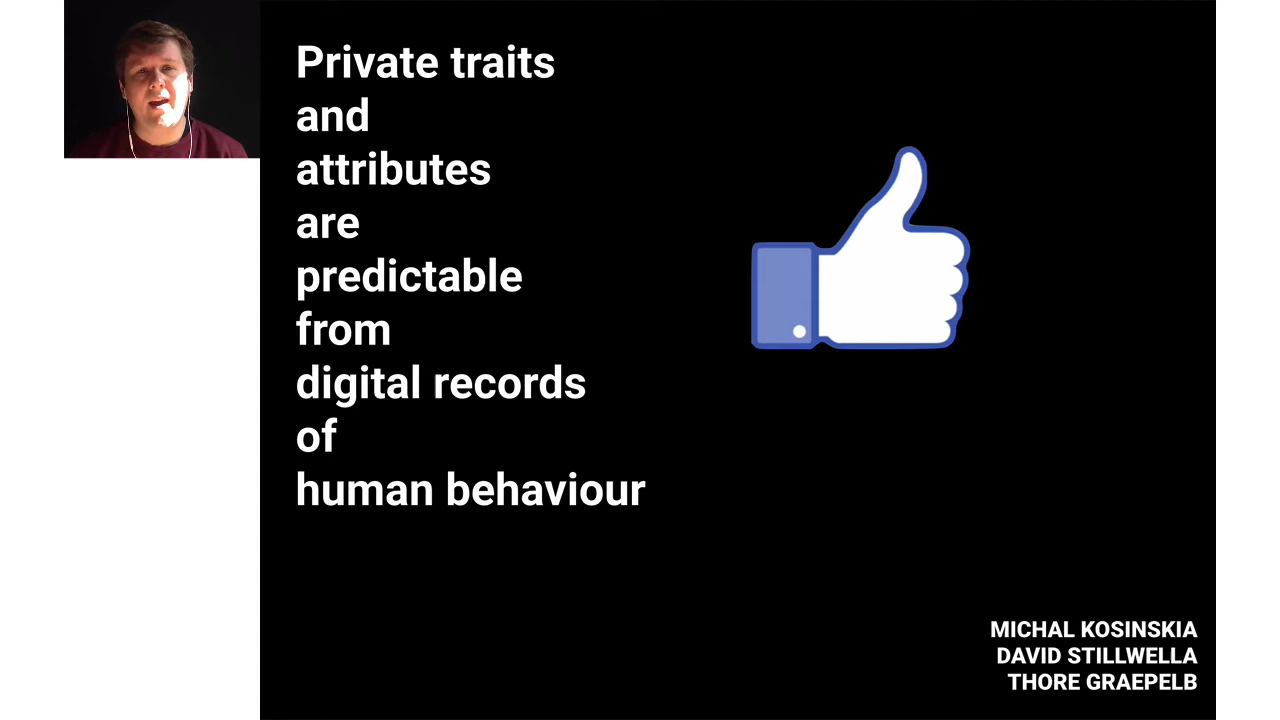 Private traits
and
attributes
are
predictable
from
digital records
of
human behaviour
MICHAL KOSINSKIA
DAVID STILLWELLA
THORE GRAEPELB